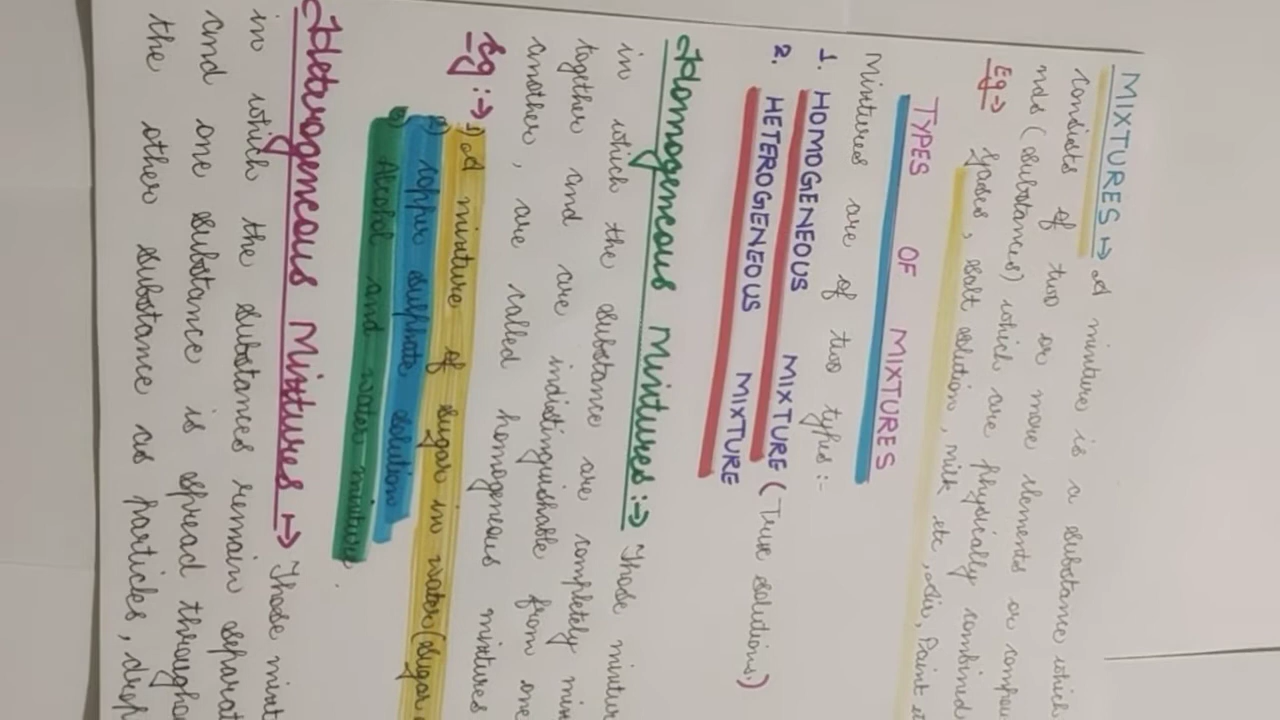 MIXTURES → A mixture is a substance which
consists of two or more elements or compou
nds (substances) which are physically combined
Eg → gases, salt solution, milk etc, air, Paint et
TYPES OF MIXTURES
Mixtures are of two types :-
1. HOMOGENEOUS MIXTURE (True solutions.)
2. HETEROGENEOUS MIXTURE
Homogeneous Mixtures :→ Those mixtur
in which the substance are completely mix
together and are indistinguishable from one
another, are called homogeneous mixtures
Eg :→ 1) A mixture of sugar in water (sugar
2) copper sulphate solution
3) Alcohol and water mixture.
Heterogeneous Mixtures → Those mixt
in which the substances remain separat
and one substance is spread througho
the other substance as particles, drop